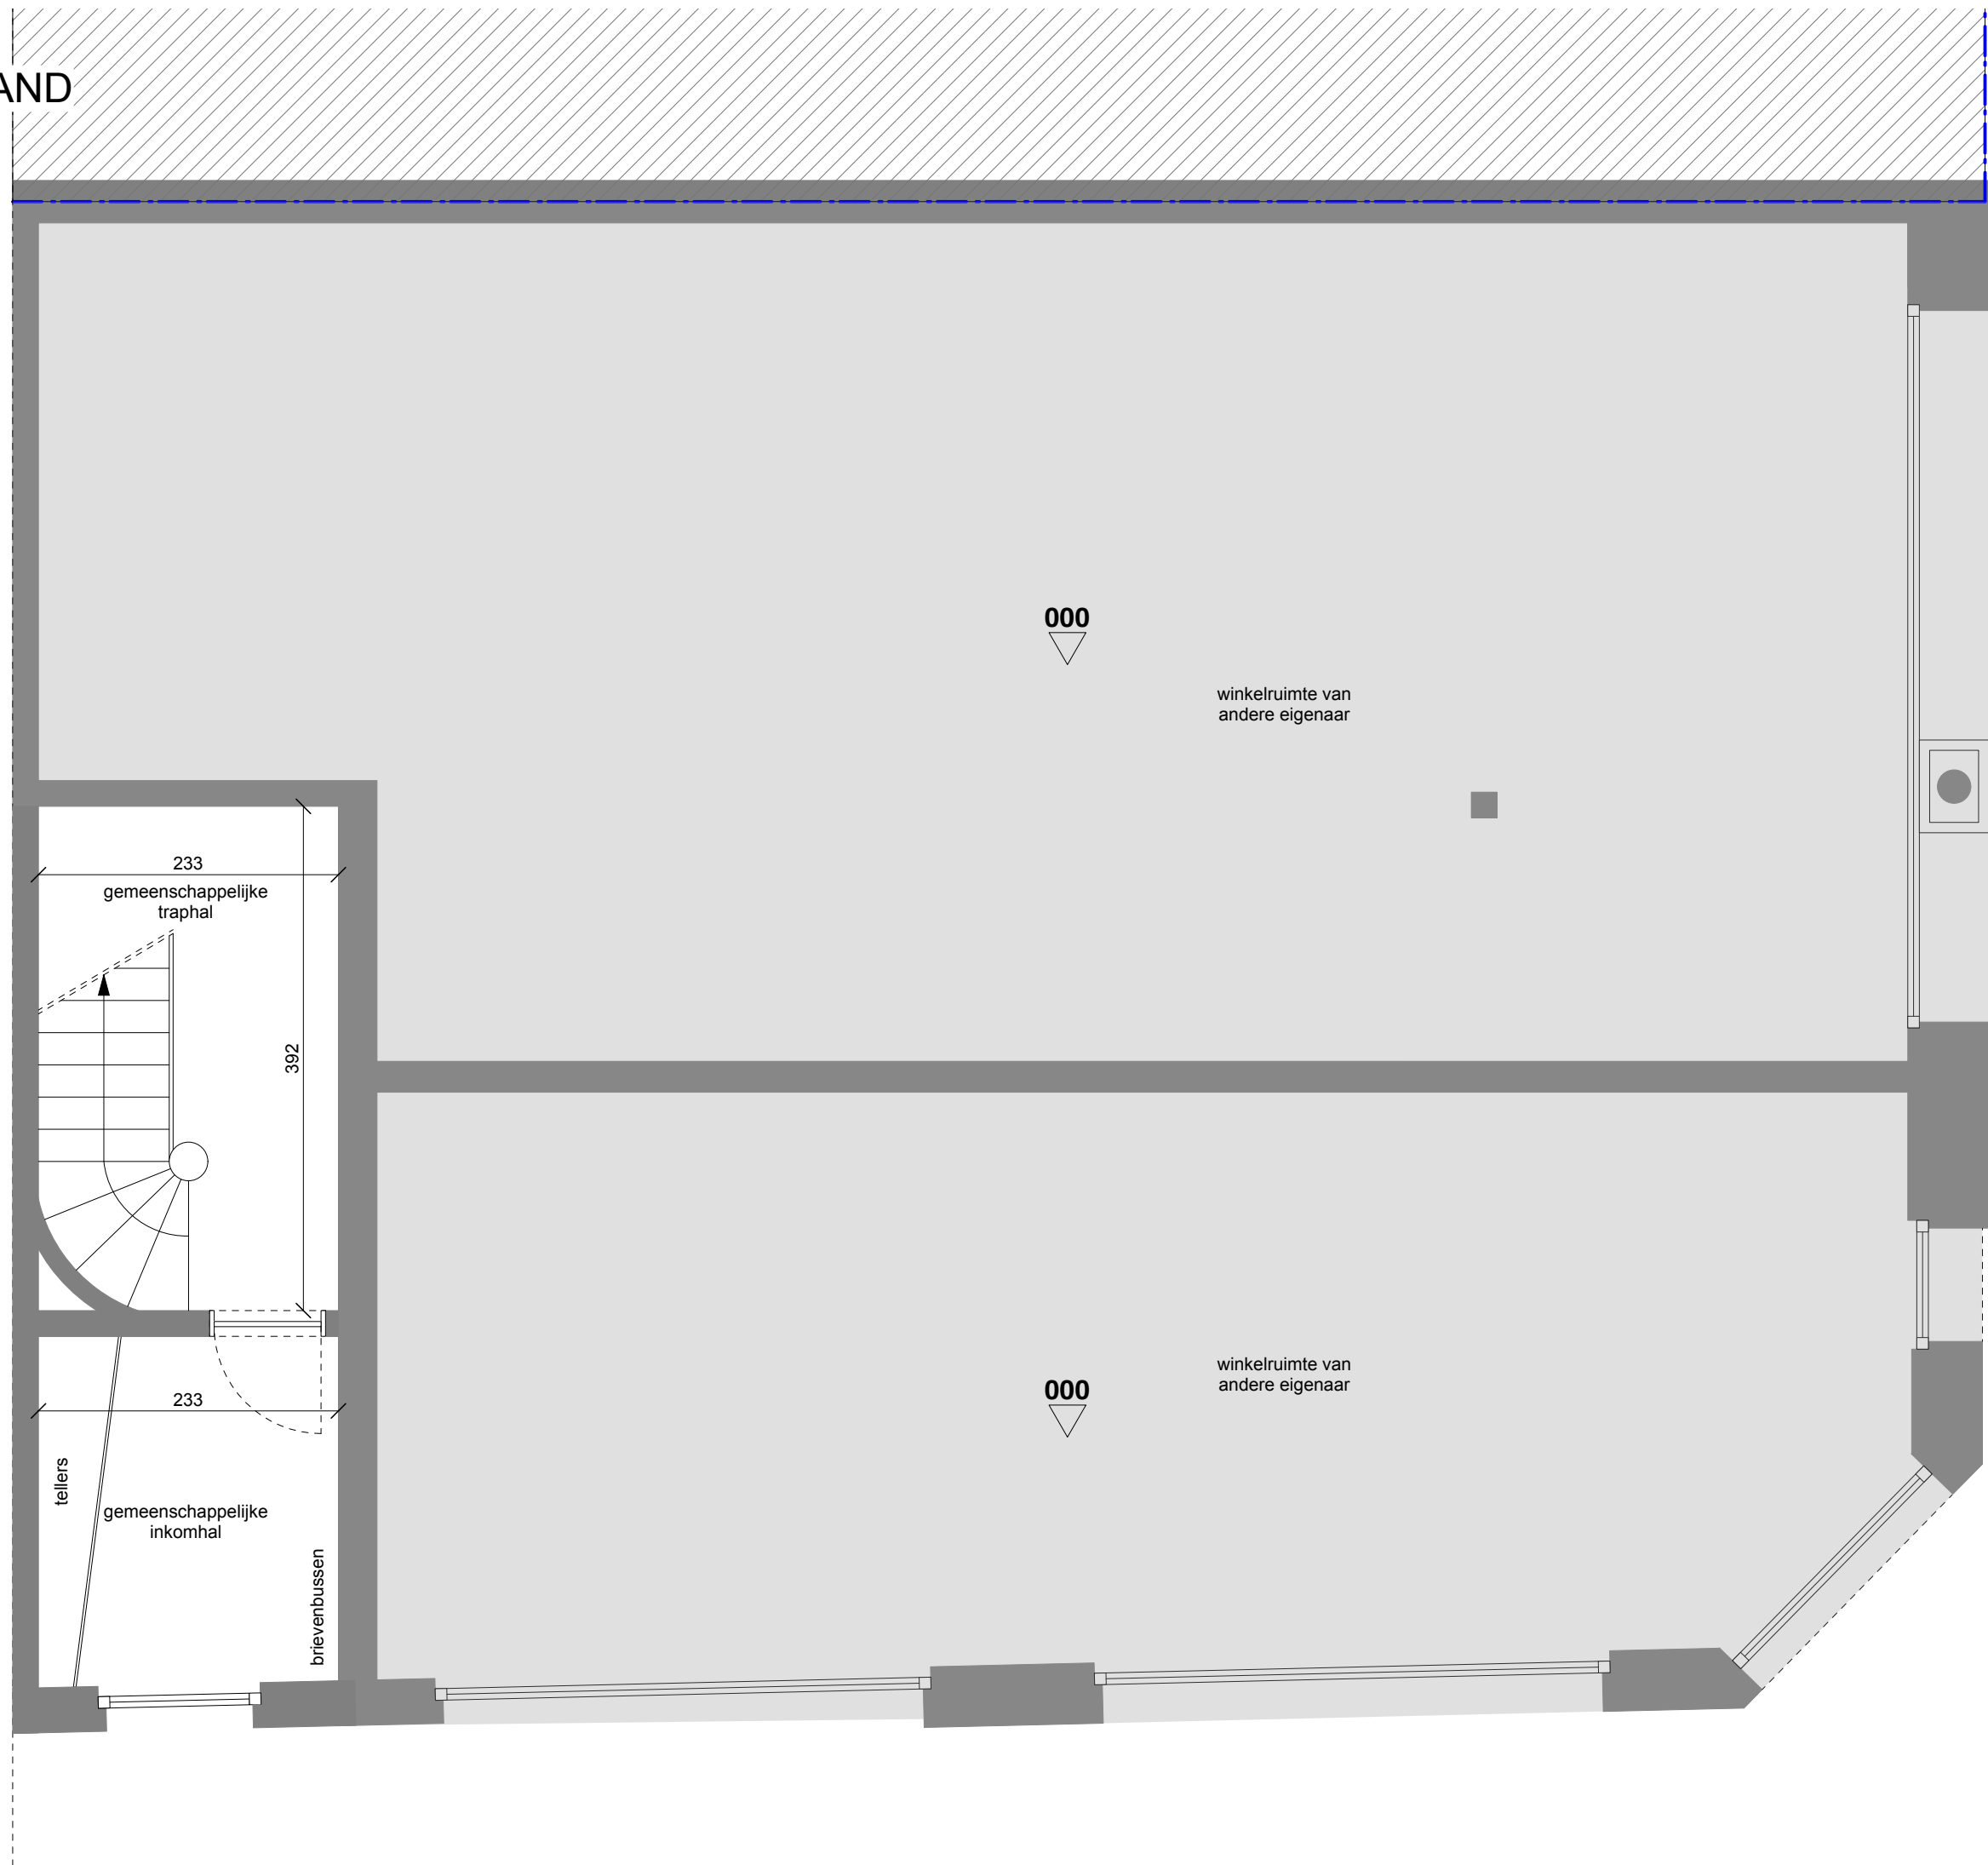 AND
000
winkelruimte van
andere eigenaar
233
gemeenschappelijke
traphal
392
233
tellers
gemeenschappelijke
inkomhal
brievenbussen
000
winkelruimte van
andere eigenaar